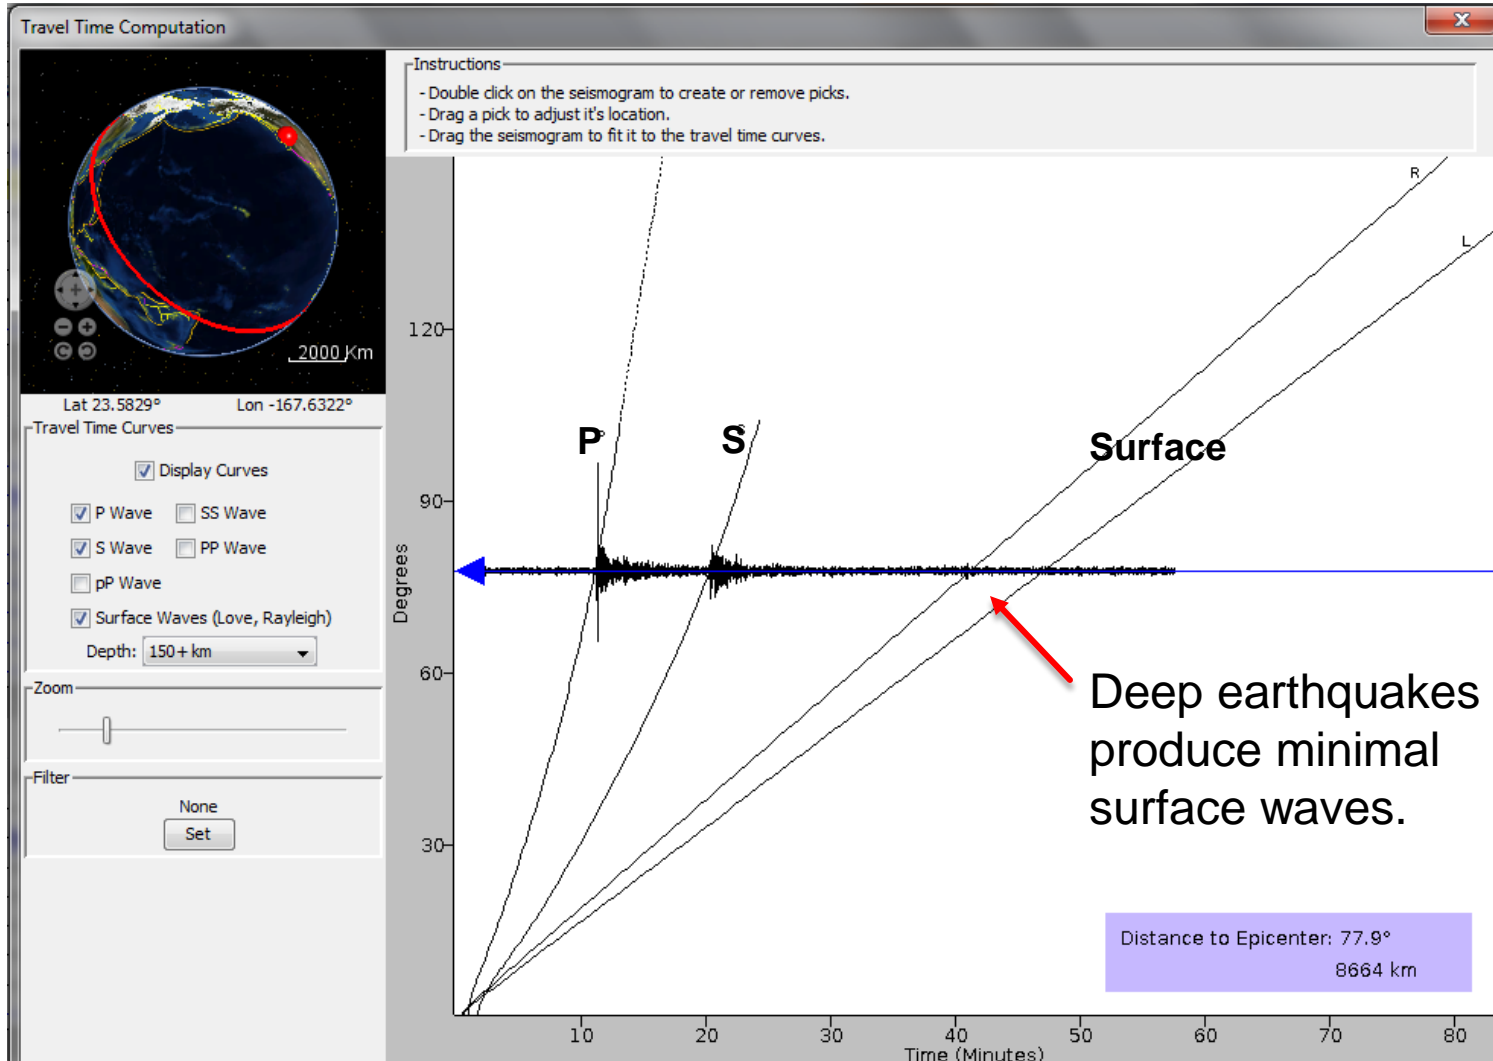 Travel Time Computation
x
Instructions
- Double click on the seismogram to create or remove picks.
- Drag a pick to adjust it's location.
- Drag the seismogram to fit it to the travel time curves.
2000 Km
Lat 23.5829°   Lon -167.6322°
Travel Time Curves
Display Curves
P Wave   SS Wave
S Wave   PP Wave
pP Wave
Surface Waves (Love, Rayleigh)
Depth: 150+ km
Zoom
Filter
None
Set
R
L
120
P   P   S   S
Surface
90
Degrees
60
Deep earthquakes
produce minimal
surface waves.
30
Distance to Epicenter: 77.9°
8664 km
10   20   30   40   50   60   70   80
Time (Minutes)